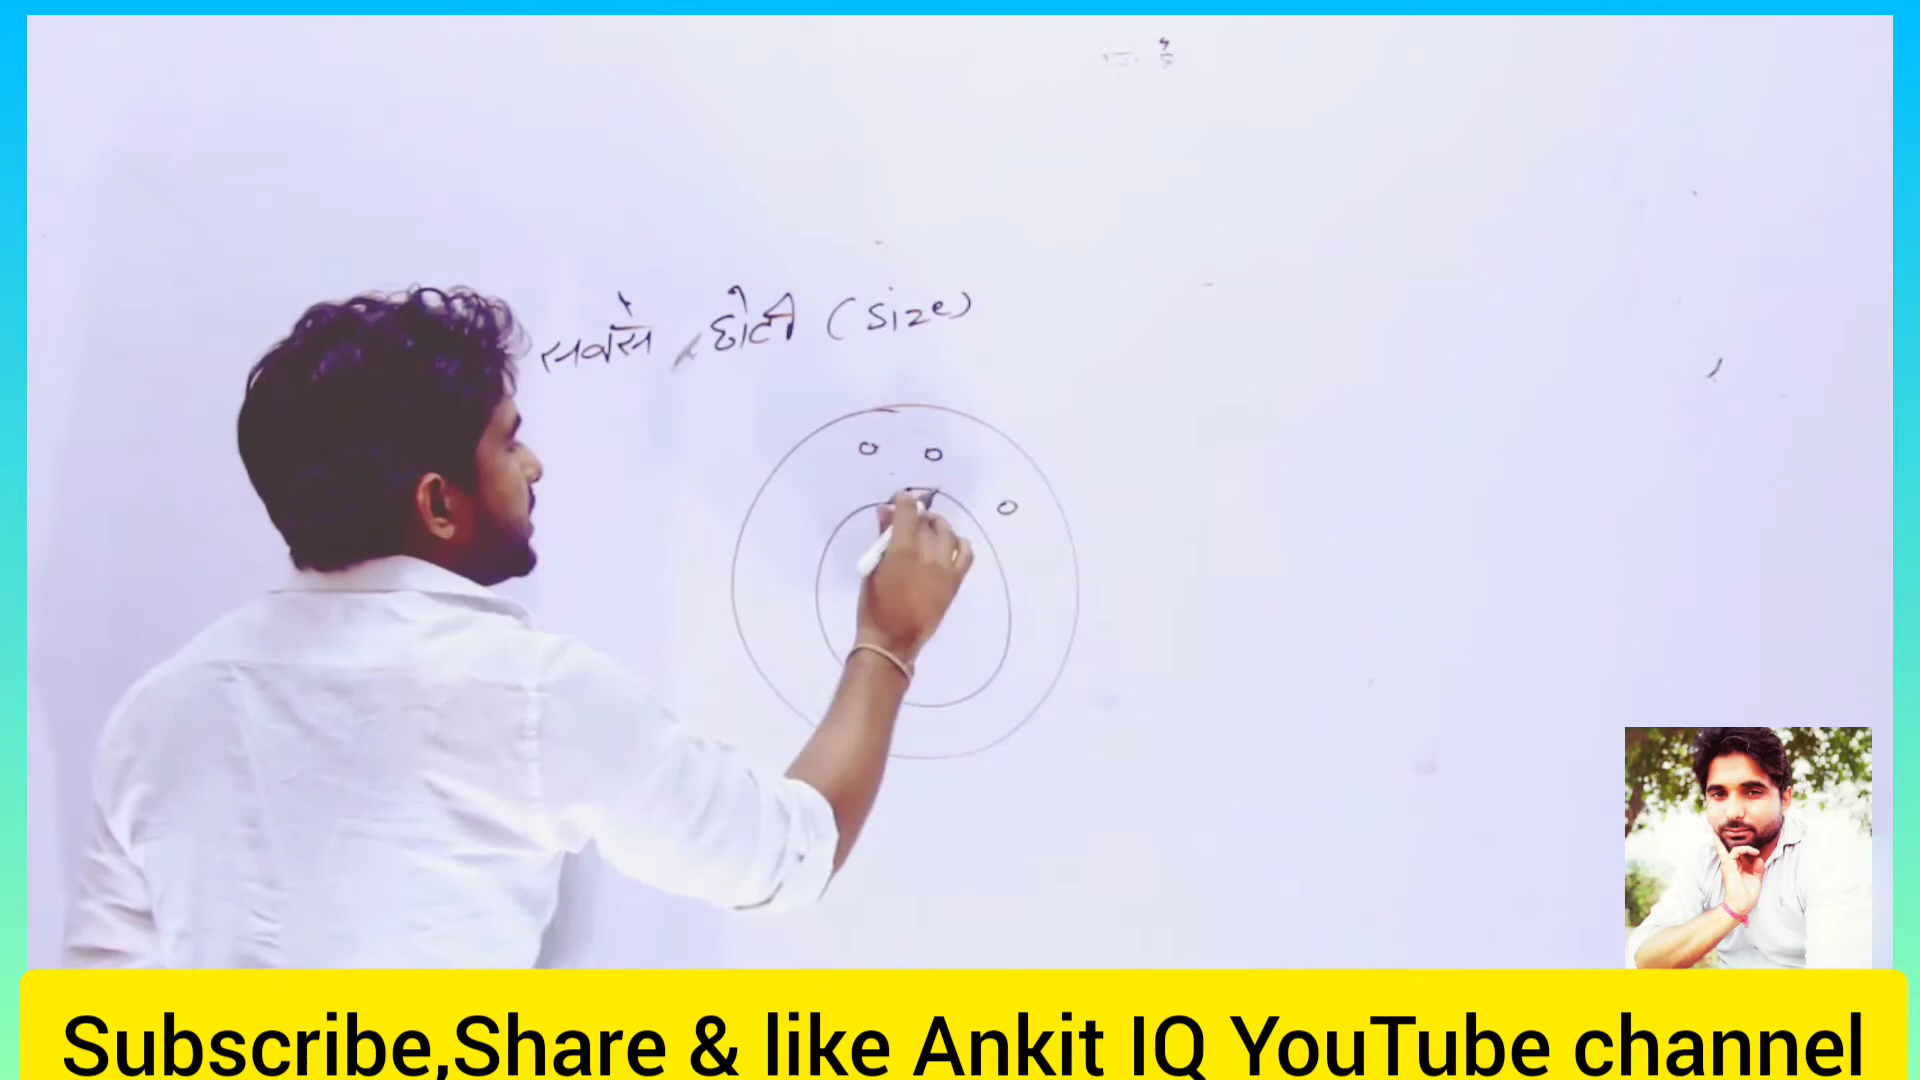 सबसे छोटी (size)
Subscribe,Share & like Ankit IQ YouTube channel